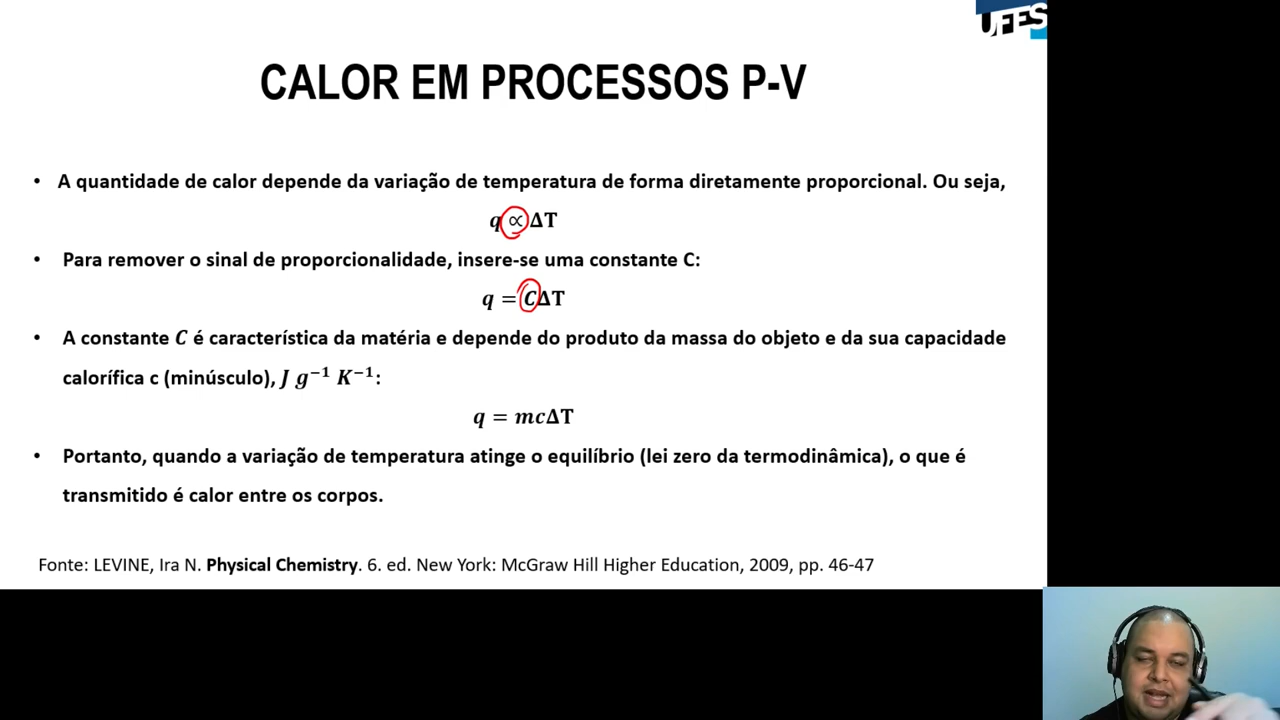 UFES
CALOR EM PROCESSOS P-V
• A quantidade de calor depende da variação de temperatura de forma diretamente proporcional. Ou seja,
q ∝ ΔT
• Para remover o sinal de proporcionalidade, insere-se uma constante C:
q = CΔT
• A constante C é característica da matéria e depende do produto da massa do objeto e da sua capacidade
calorífica c (minúsculo), J g⁻¹ K⁻¹:
q = mcΔT
• Portanto, quando a variação de temperatura atinge o equilíbrio (lei zero da termodinâmica), o que é
transmitido é calor entre os corpos.
Fonte: LEVINE, Ira N. Physical Chemistry. 6. ed. New York: McGraw Hill Higher Education, 2009, pp. 46-47